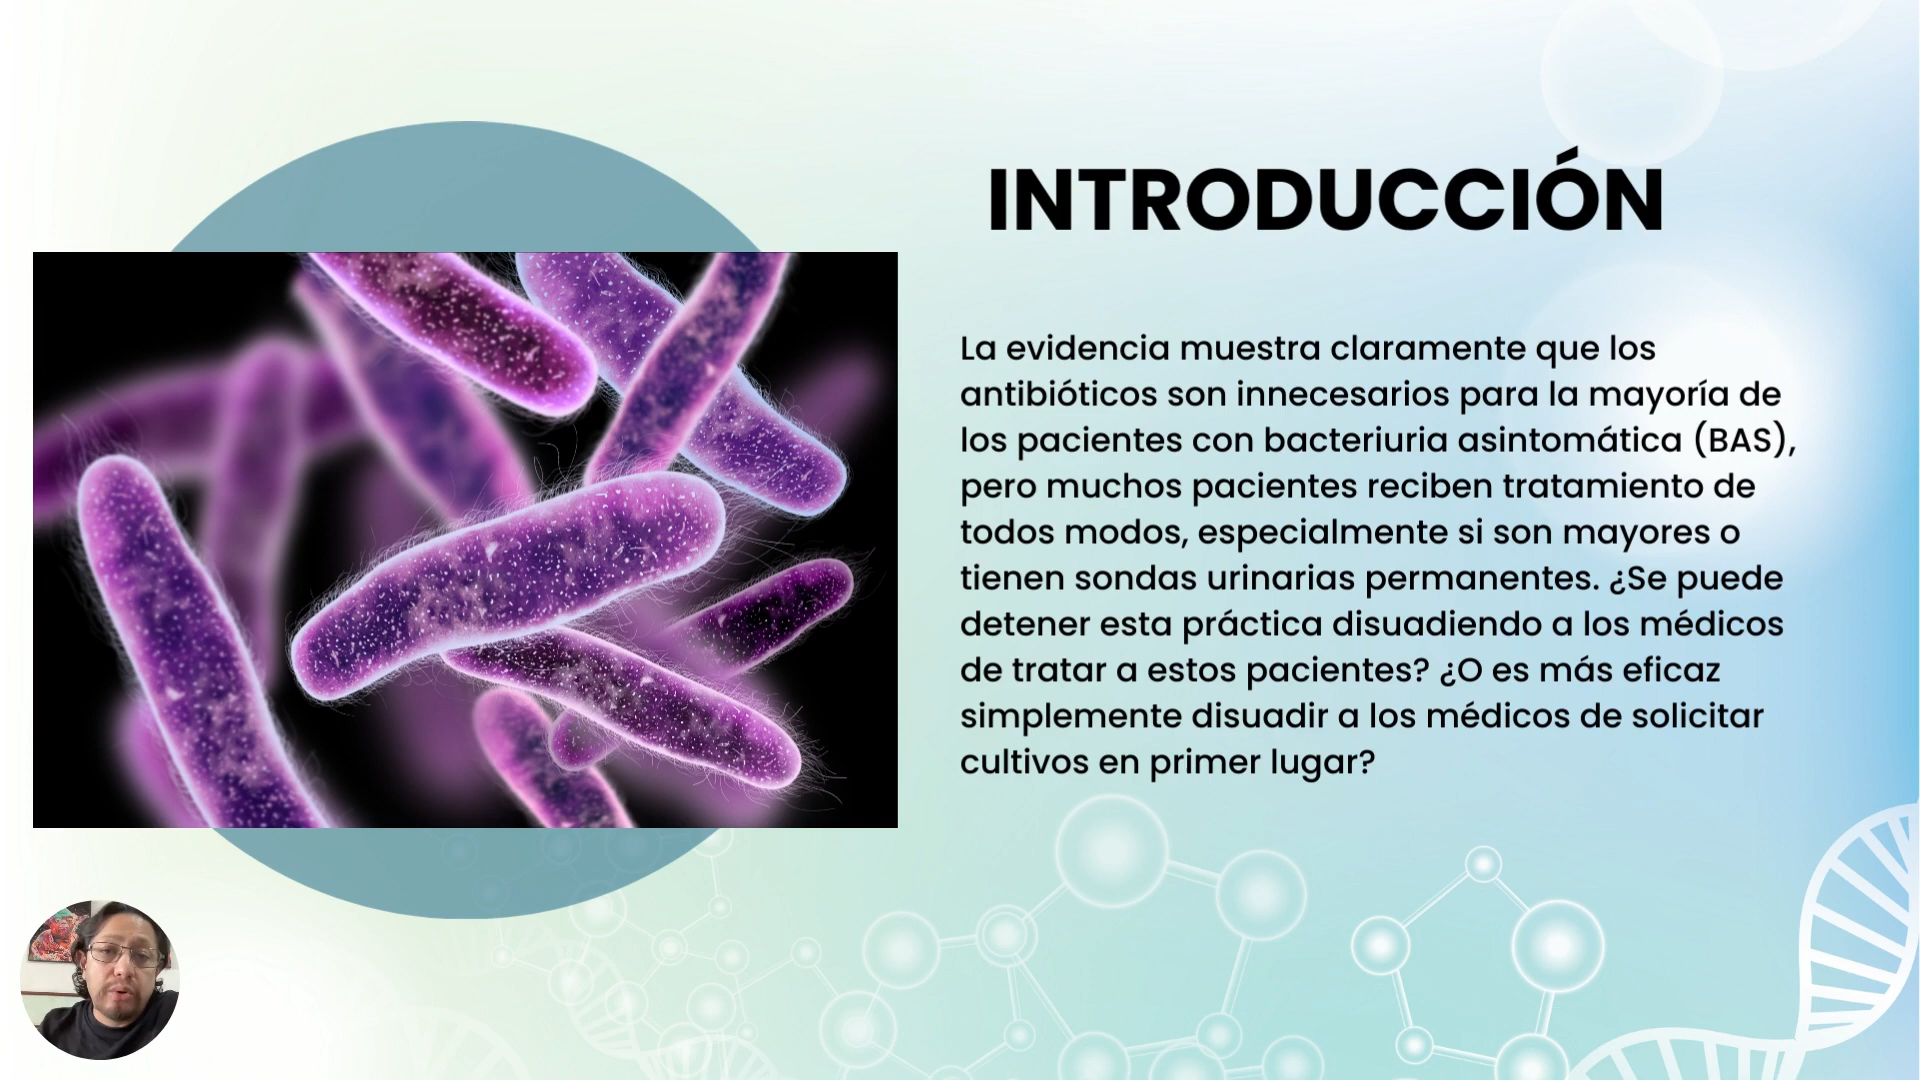 INTRODUCCIÓN
La evidencia muestra claramente que los
antibióticos son innecesarios para la mayoría de
los pacientes con bacteriuria asintomática (BAS),
pero muchos pacientes reciben tratamiento de
todos modos, especialmente si son mayores o
tienen sondas urinarias permanentes. ¿Se puede
detener esta práctica disuadiendo a los médicos
de tratar a estos pacientes? ¿O es más eficaz
simplemente disuadir a los médicos de solicitar
cultivos en primer lugar?